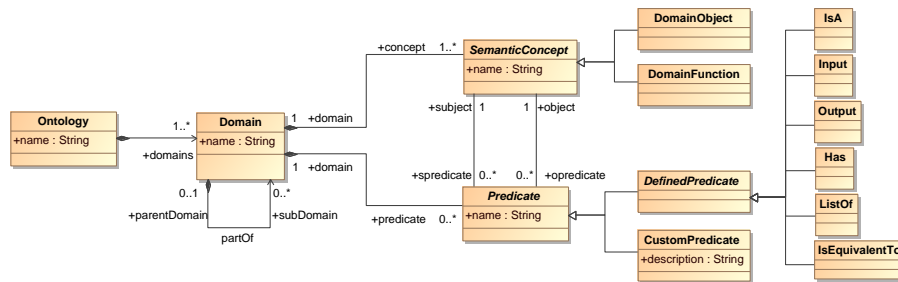 DomainObject
IsA
+concept 1..*
SemanticConcept
+name : String
DomainFunction
Input
+subject 1
1 +object
Output
Ontology
+name : String
1..*
+domains
Domain
+name : String
1 +domain
1 +domain
0..1
0..*
+parentDomain
+subDomain
partOf
+spredicate 0..*
0..* +opredicate
Has
+predicate 0..*
Predicate
+name : String
DefinedPredicate
ListOf
CustomPredicate
+description : String
IsEquivalentTo